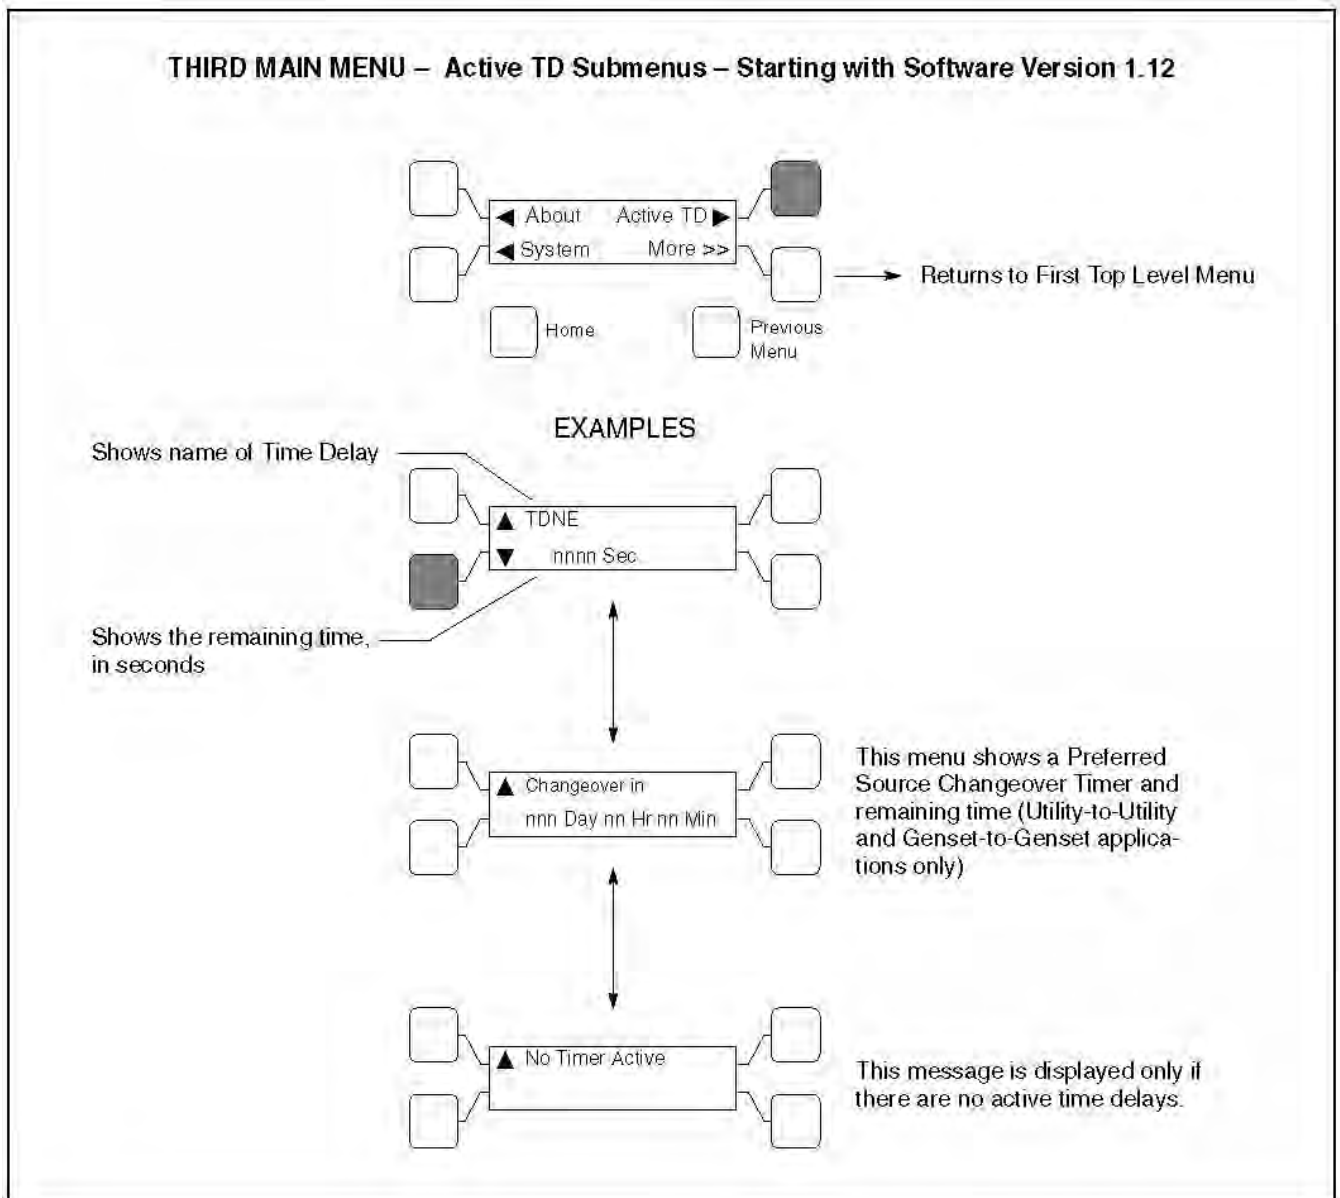 THIRD MAIN MENU – Active TD Submenus – Starting with Software Version 1.12
◀ About Active TD ▶
◀ System More >>
Returns to First Top Level Menu
Home
Previous
Menu
EXAMPLES
Shows name of Time Delay
▲ TDNE
▼ nnnn Sec
Shows the remaining time,
in seconds
▲ Changeover in
nnn Day nn Hr nn Min
This menu shows a Preferred
Source Changeover Timer and
remaining time (Utility-to-Utility
and Genset-to-Genset applica-
tions only)
▲ No Timer Active
This message is displayed only if
there are no active time delays.